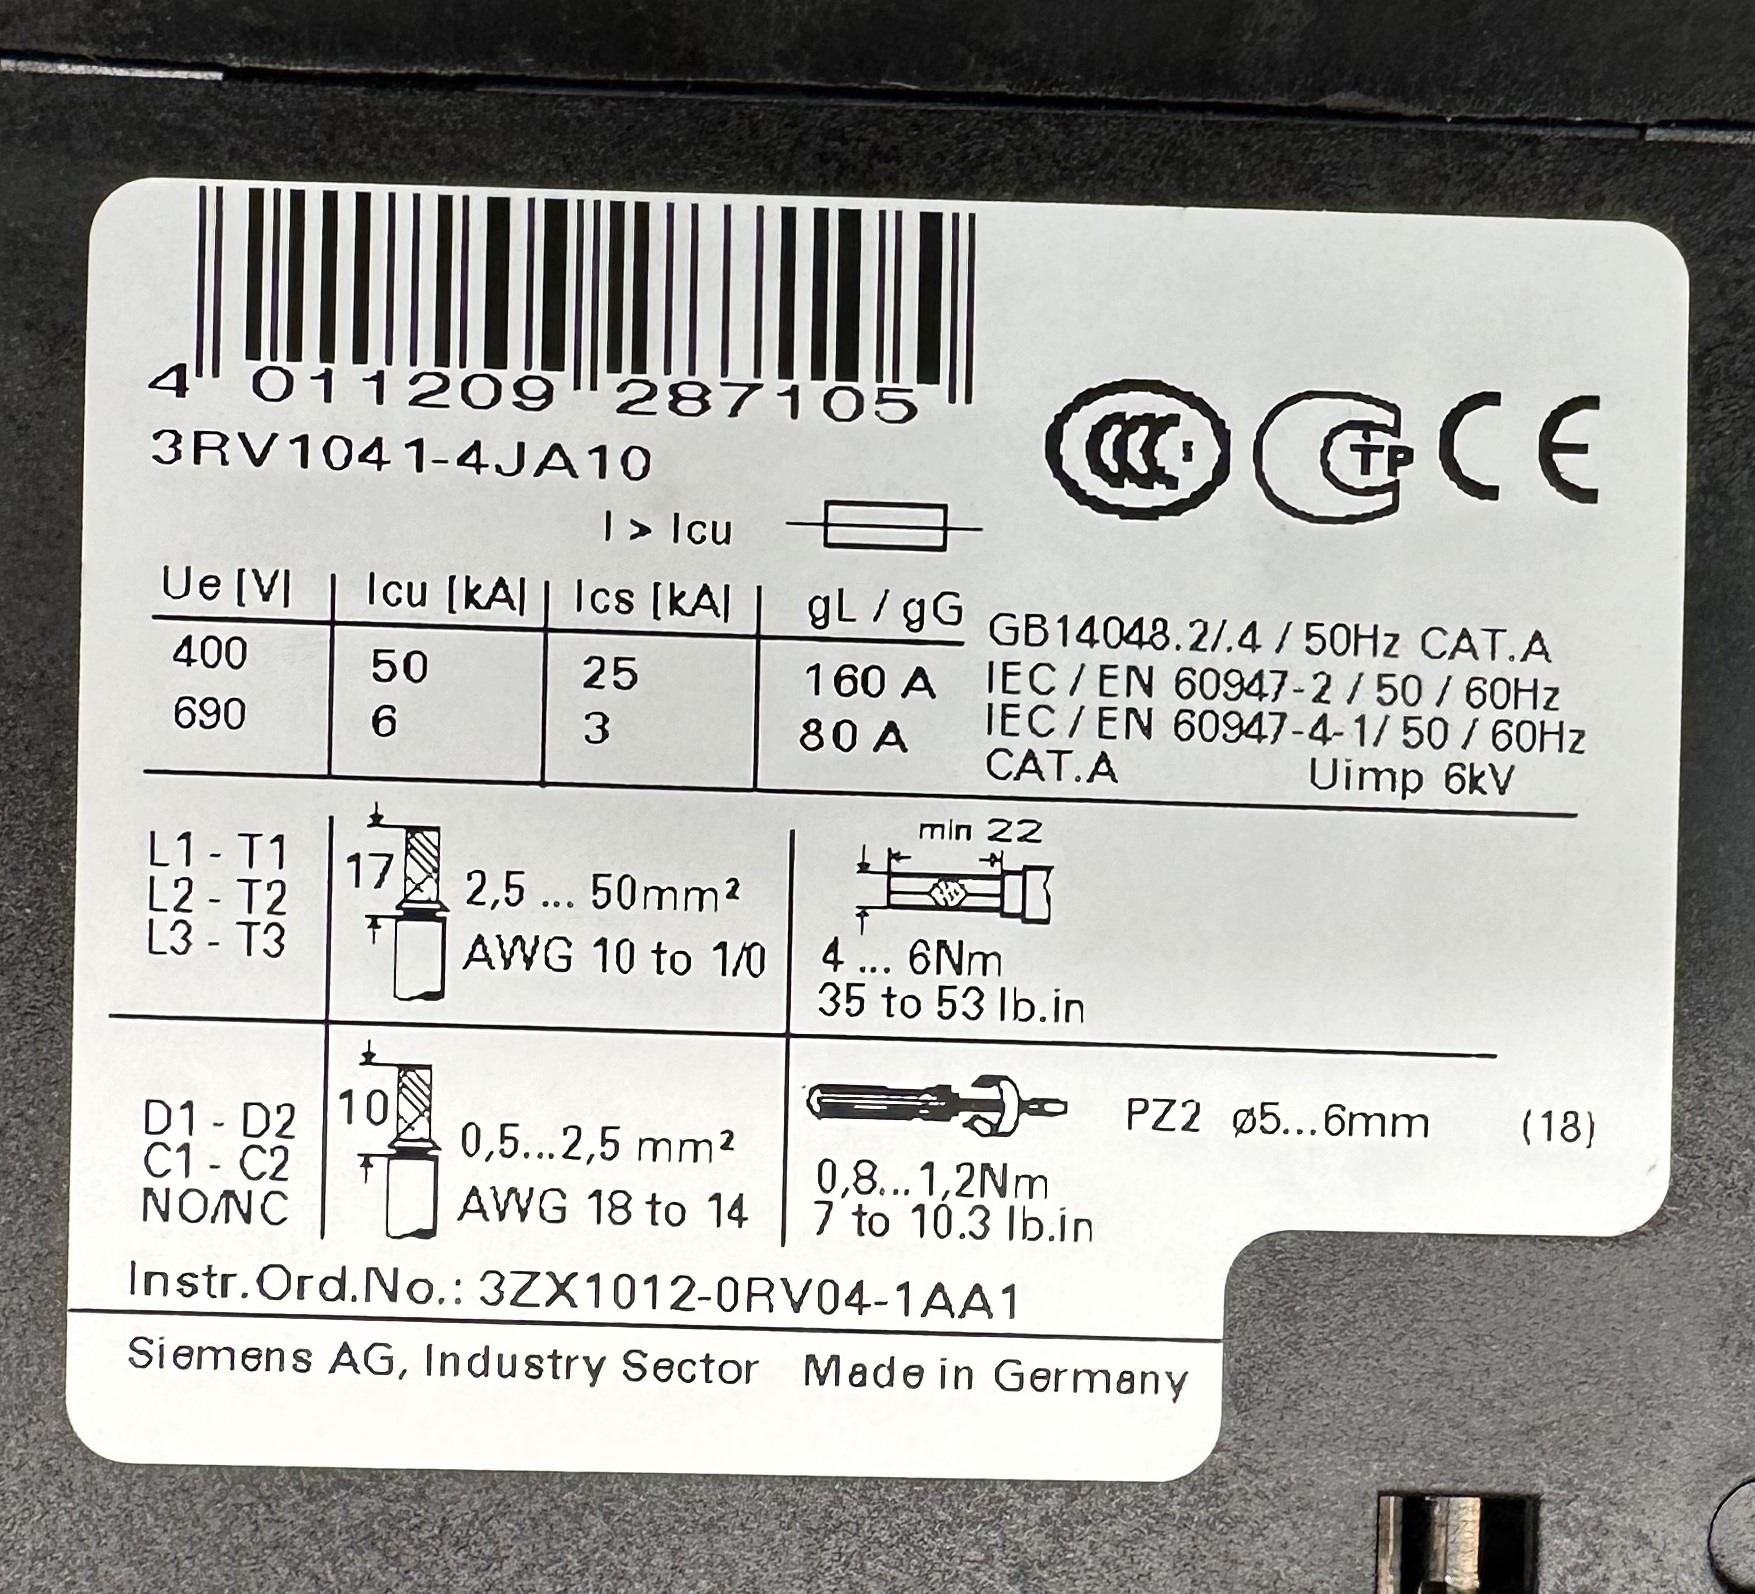 4 011209 287105
3RV1041-4JA10
CCC
S
CTP CE
I > Icu
Ue [V] Icu [kA] Ics [kA] gL / gG
400 50 25 160 A
690 6 3 80 A
GB14048.2/.4 / 50Hz CAT.A
IEC / EN 60947-2 / 50 / 60Hz
IEC / EN 60947-4-1/ 50 / 60Hz
CAT.A Uimp 6kV
L1 - T1
L2 - T2
L3 - T3
17
2,5 ... 50mm²
AWG 10 to 1/0
min 22
4 ... 6Nm
35 to 53 lb.in
D1 - D2
C1 - C2
NO/NC
10
0,5...2,5 mm²
AWG 18 to 14
PZ2 ø5...6mm (18)
0,8...1,2Nm
7 to 10.3 lb.in
Instr.Ord.No.: 3ZX1012-0RV04-1AA1
Siemens AG, Industry Sector Made in Germany